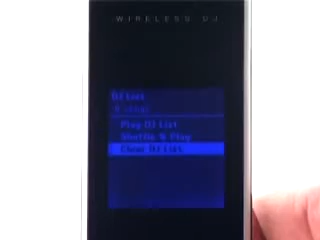 WIRELESS DJ
DJ List
Play DJ List
Shuffle & Play
Clear DJ List